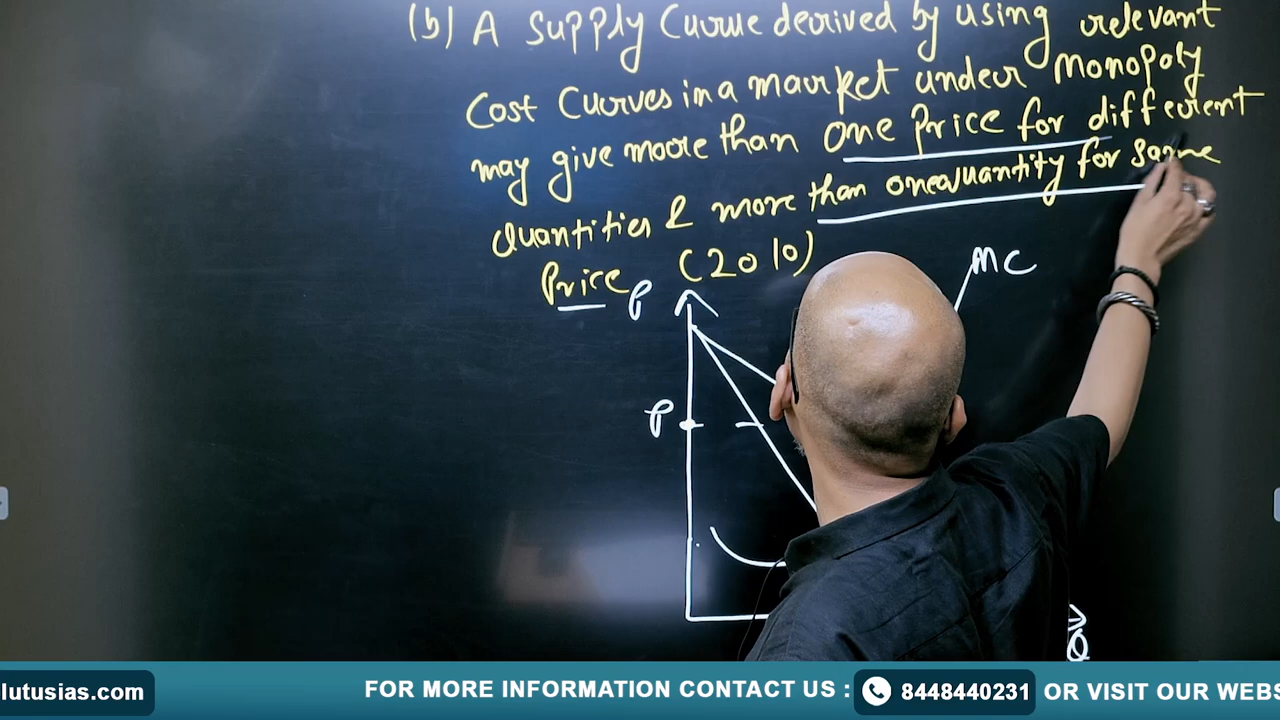 (b) A Supply Curve derived by using relevant
Cost Curves in a market under Monopoly
may give more than one Price for different
Quantities & more than one Quantity for same
Price (2010)
P
MC
P
Q
lutusias.com
FOR MORE INFORMATION CONTACT US : 8448440231 OR VISIT OUR WEBS